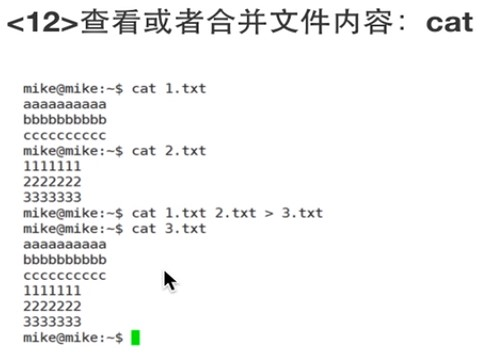 <12>查看或者合并文件内容：cat
mike@mike:~$ cat 1.txt
aaaaaaaaaa
bbbbbbbbbb
cccccccccc
mike@mike:~$ cat 2.txt
1111111
2222222
3333333
mike@mike:~$ cat 1.txt 2.txt > 3.txt
mike@mike:~$ cat 3.txt
aaaaaaaaaa
bbbbbbbbbb
cccccccccc
1111111
2222222
3333333
mike@mike:~$